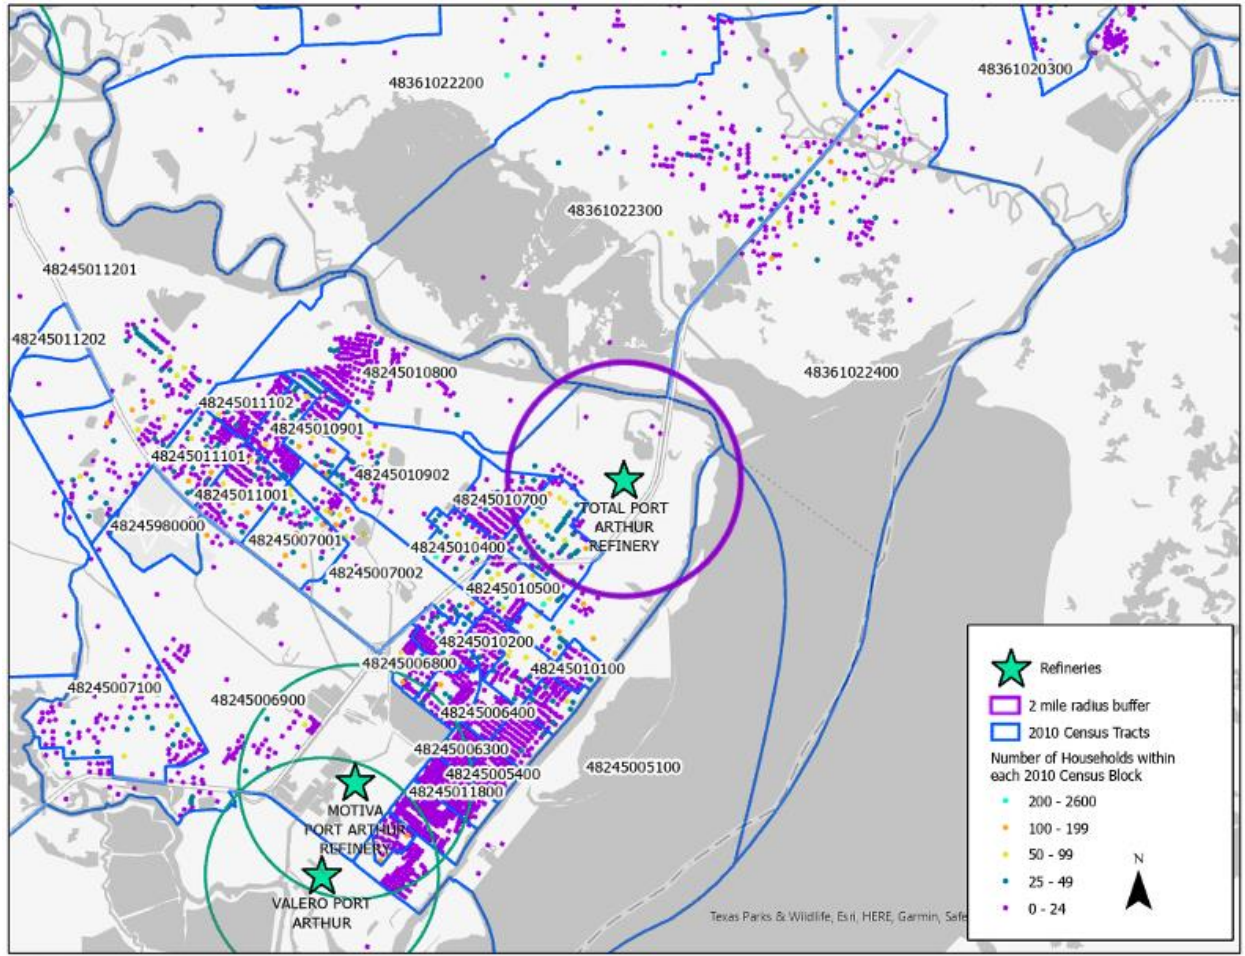 48361020300
48361022200
48361022300
48245011201
48245011202
48245010800
48361022400
48245011102
48245010901
48245011101
48245010902
48245011001
48245010700
TOTAL PORT
ARTHUR
REFINERY
48245980000
48245007001
48245010400
48245007002
48245010500
48245010200
48245006800
48245010100
48245007100
48245006900
48245006400
48245006300
48245005100
48245005400
48245011800
MOTIVA
PORT ARTHUR
REFINERY
VALERO PORT
ARTHUR
Refineries
2 mile radius buffer
2010 Census Tracts
Number of Households within
each 2010 Census Block
200 - 2600
100 - 199
50 - 99
25 - 49
0 - 24
N
Texas Parks & Wildlife, Esri, HERE, Garmin, Safe